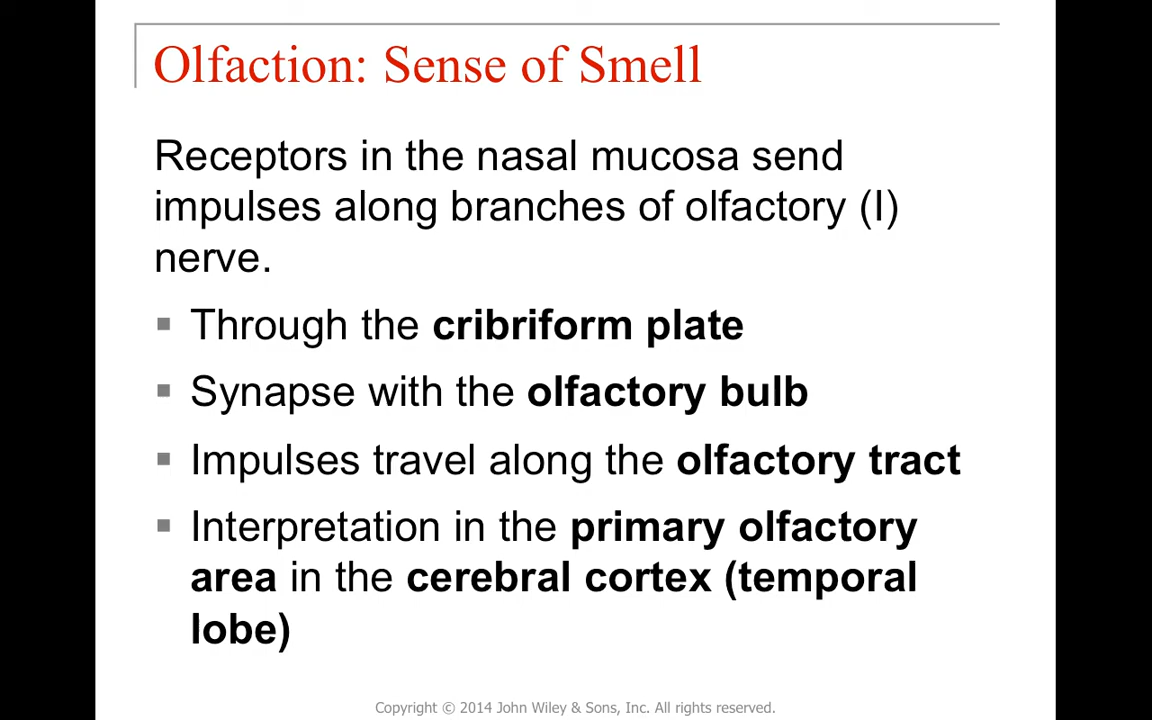 Olfaction: Sense of Smell
Receptors in the nasal mucosa send
impulses along branches of olfactory (I)
nerve.
▪ Through the cribriform plate
▪ Synapse with the olfactory bulb
▪ Impulses travel along the olfactory tract
▪ Interpretation in the primary olfactory
area in the cerebral cortex (temporal
lobe)
Copyright © 2014 John Wiley & Sons, Inc. All rights reserved.